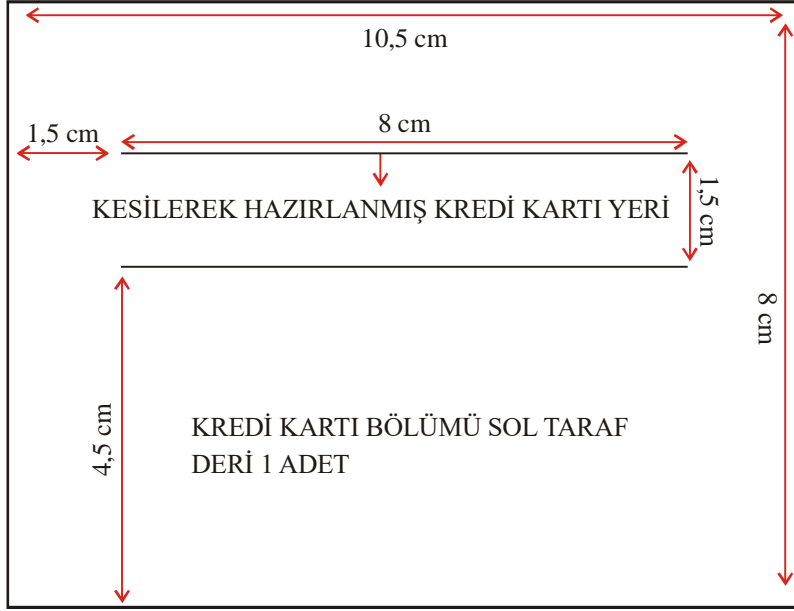 10,5 cm
1,5 cm
8 cm
KESİLEREK HAZIRLANMIŞ KREDİ KARTI YERİ
1,5 cm
8 cm
4,5 cm
KREDİ KARTI BÖLÜMÜ SOL TARAF
DERİ 1 ADET